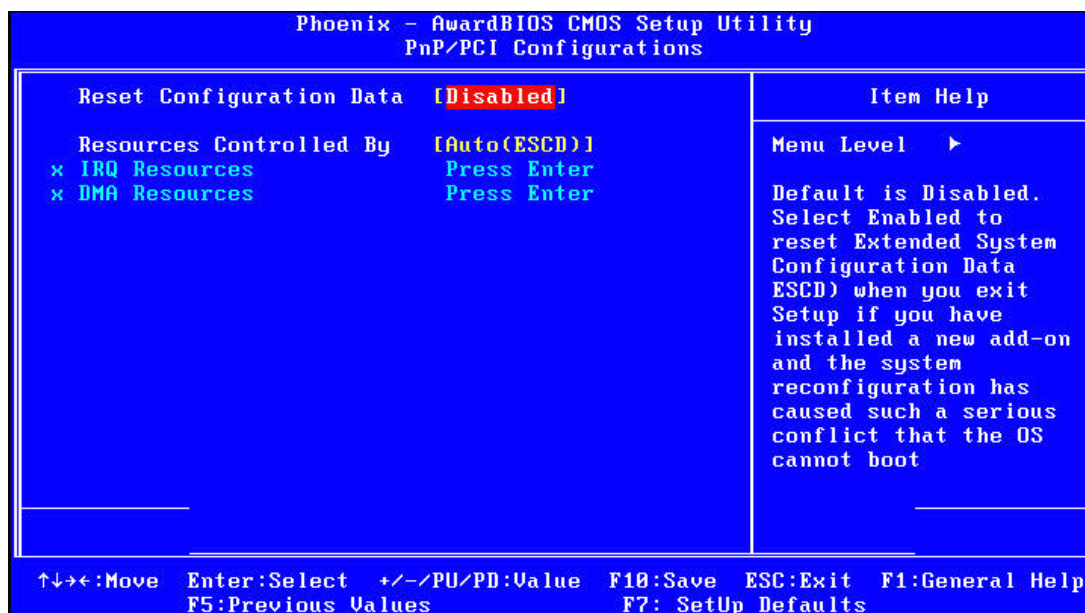 Phoenix - AwardBIOS CMOS Setup Utility
PnP/PCI Configurations
Reset Configuration Data [Disabled]
Resources Controlled By [Auto(ESCD)]
x IRQ Resources Press Enter
x DMA Resources Press Enter
Item Help
Menu Level ►
Default is Disabled.
Select Enabled to
reset Extended System
Configuration Data
ESCD) when you exit
Setup if you have
installed a new add-on
and the system
reconfiguration has
caused such a serious
conflict that the OS
cannot boot
↑↓→←:Move Enter:Select +/-/PU/PD:Value F10:Save ESC:Exit F1:General Help
F5:Previous Values F7: SetUp Defaults